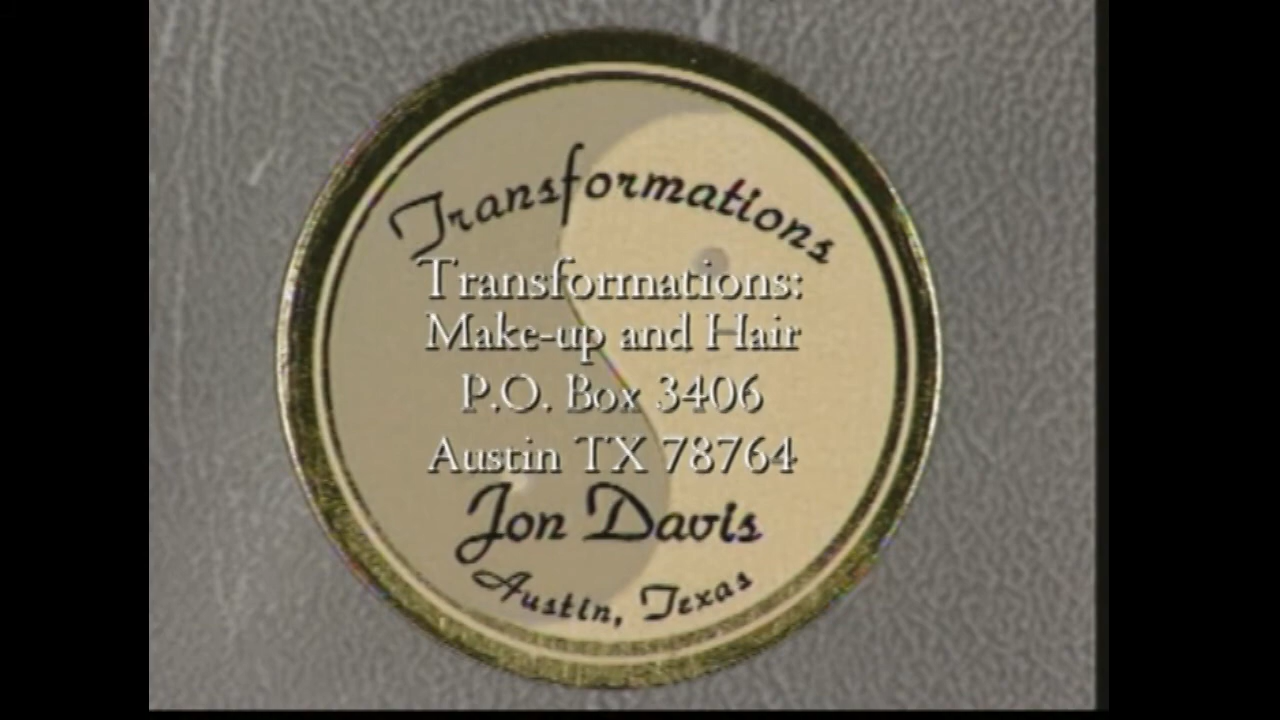 Transformations
Transformations:
Make-up and Hair
P.O. Box 3406
Austin TX 78764
Jon Davis
Austin, Texas